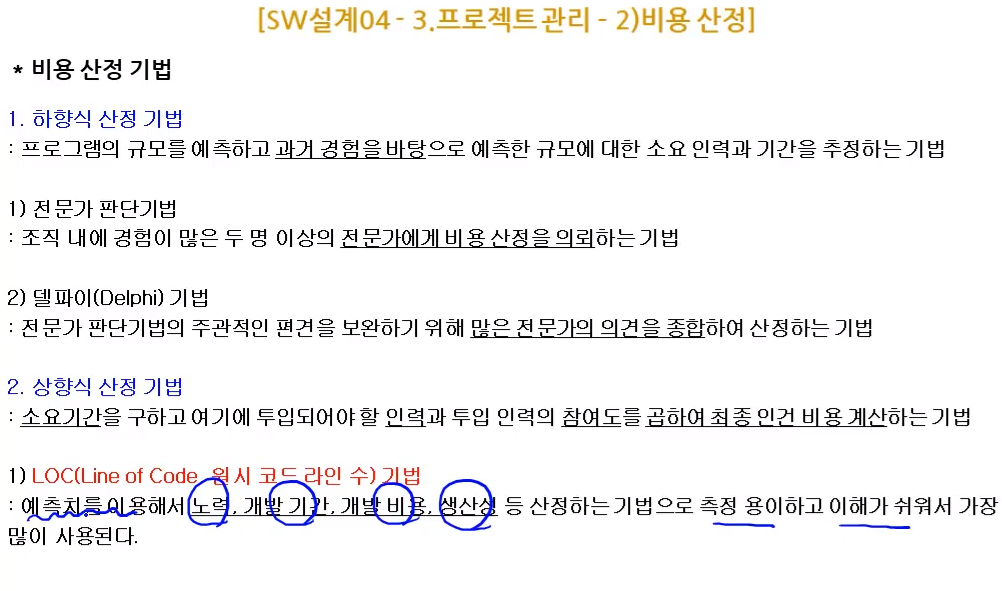 [SW설계04 - 3.프로젝트 관리 - 2)비용 산정]
* 비용 산정 기법
1. 하향식 산정 기법
: 프로그램의 규모를 예측하고 과거 경험을 바탕으로 예측한 규모에 대한 소요 인력과 기간을 추정하는 기법
1) 전문가 판단기법
: 조직 내에 경험이 많은 두 명 이상의 전문가에게 비용 산정을 의뢰하는 기법
2) 델파이(Delphi) 기법
: 전문가 판단기법의 주관적인 편견을 보완하기 위해 많은 전문가의 의견을 종합하여 산정하는 기법
2. 상향식 산정 기법
: 소요기간을 구하고 여기에 투입되어야 할 인력과 투입 인력의 참여도를 곱하여 최종 인건 비용 계산하는 기법
1) LOC(Line of Code 원시 코드 라인 수) 기법
: 예측치를 이용해서 노력, 개발 기간, 개발 비용, 생산성 등 산정하는 기법으로 측정 용이하고 이해가 쉬워서 가장
많이 사용된다.